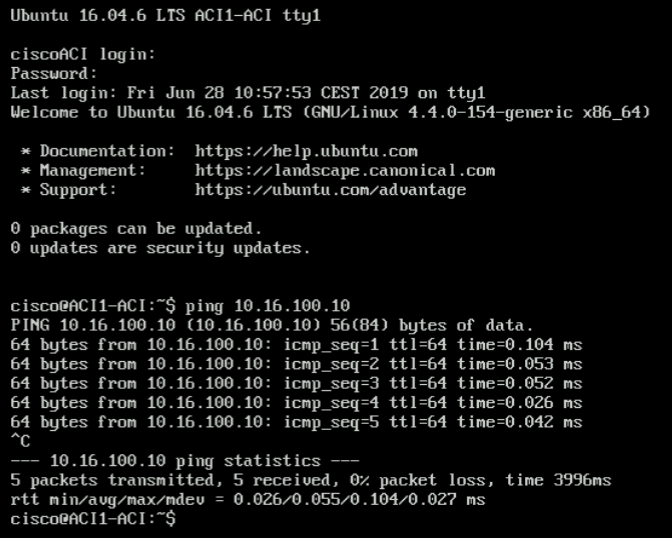 Ubuntu 16.04.6 LTS ACI1-ACI tty1
ciscoACI login:
Password:
Last login: Fri Jun 28 10:57:53 CEST 2019 on tty1
Welcome to Ubuntu 16.04.6 LTS (GNU/Linux 4.4.0-154-generic x86_64)
* Documentation:  https://help.ubuntu.com
* Management:     https://landscape.canonical.com
* Support:        https://ubuntu.com/advantage
0 packages can be updated.
0 updates are security updates.
cisco@ACI1-ACI:~$ ping 10.16.100.10
PING 10.16.100.10 (10.16.100.10) 56(84) bytes of data.
64 bytes from 10.16.100.10: icmp_seq=1 ttl=64 time=0.104 ms
64 bytes from 10.16.100.10: icmp_seq=2 ttl=64 time=0.053 ms
64 bytes from 10.16.100.10: icmp_seq=3 ttl=64 time=0.052 ms
64 bytes from 10.16.100.10: icmp_seq=4 ttl=64 time=0.026 ms
64 bytes from 10.16.100.10: icmp_seq=5 ttl=64 time=0.042 ms
^C
--- 10.16.100.10 ping statistics ---
5 packets transmitted, 5 received, 0% packet loss, time 3996ms
rtt min/avg/max/mdev = 0.026/0.055/0.104/0.027 ms
cisco@ACI1-ACI:~$